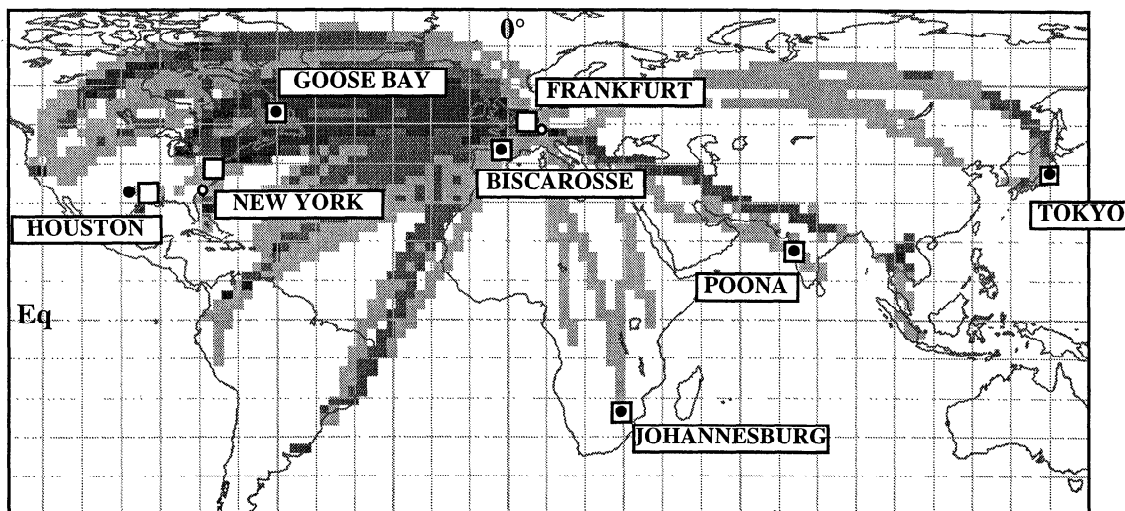 0°
GOOSE BAY
FRANKFURT
BISCAROSSE
NEW YORK
HOUSTON
TOKYO
POONA
Eq
JOHANNESBURG